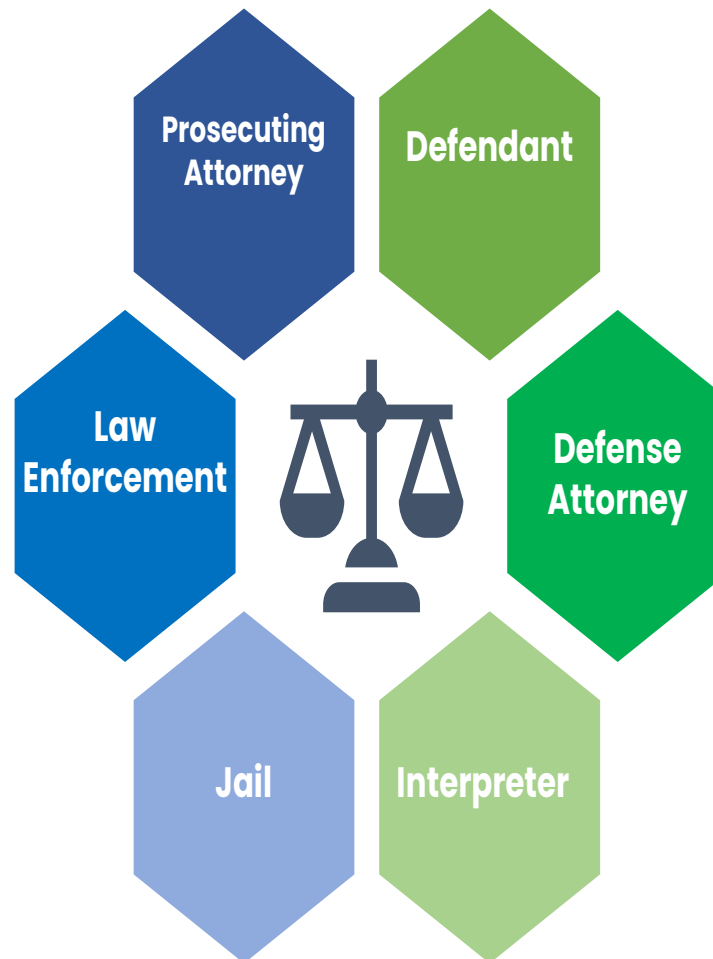 Prosecuting
Attorney
Defendant
Law
Enforcement
Defense
Attorney
Jail
Interpreter